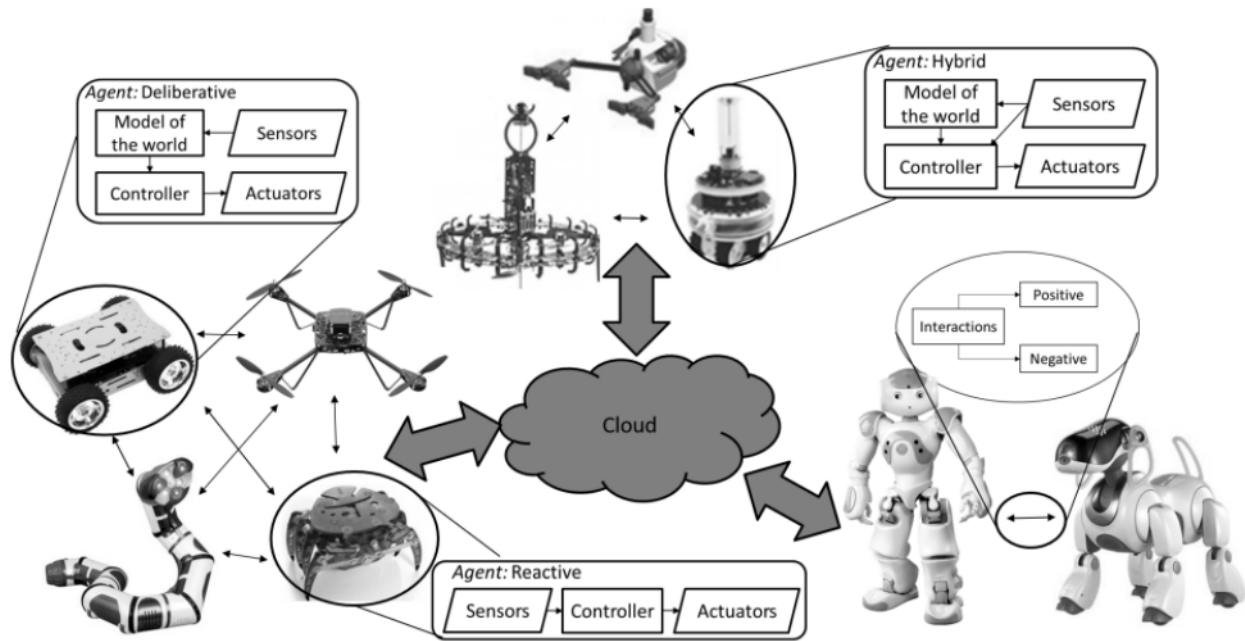 Agent: Deliberative
Model of
the world
Sensors
Controller
Actuators
Agent: Hybrid
Model of
the world
Sensors
Controller
Actuators
Interactions
Positive
Negative
Cloud
Agent: Reactive
Sensors
Controller
Actuators